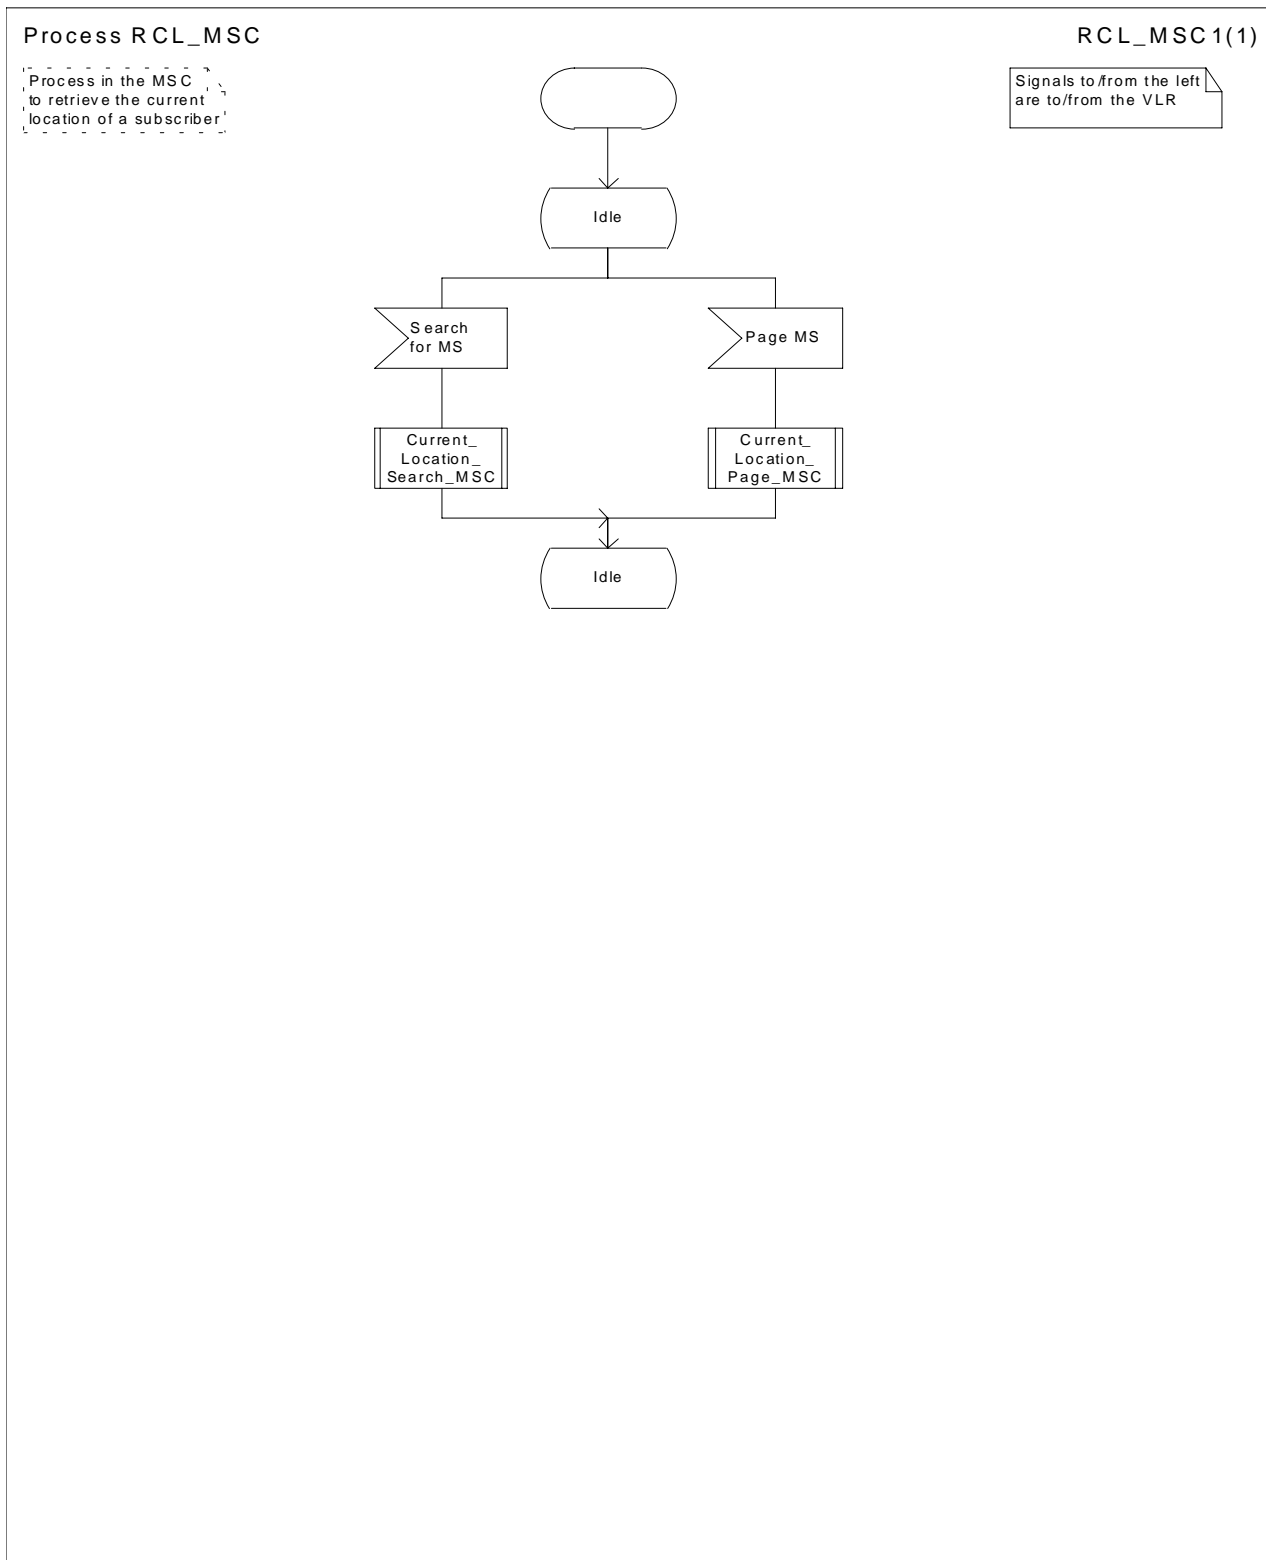 Process RCL_MSC
RCL_MSC1(1)
Process in the MSC
to retrieve the current
location of a subscriber
Signals to/from the left
are to/from the VLR
Idle
Search
for MS
Page MS
Current_
Location_
Search_MSC
Current_
Location_
Page_MSC
Idle